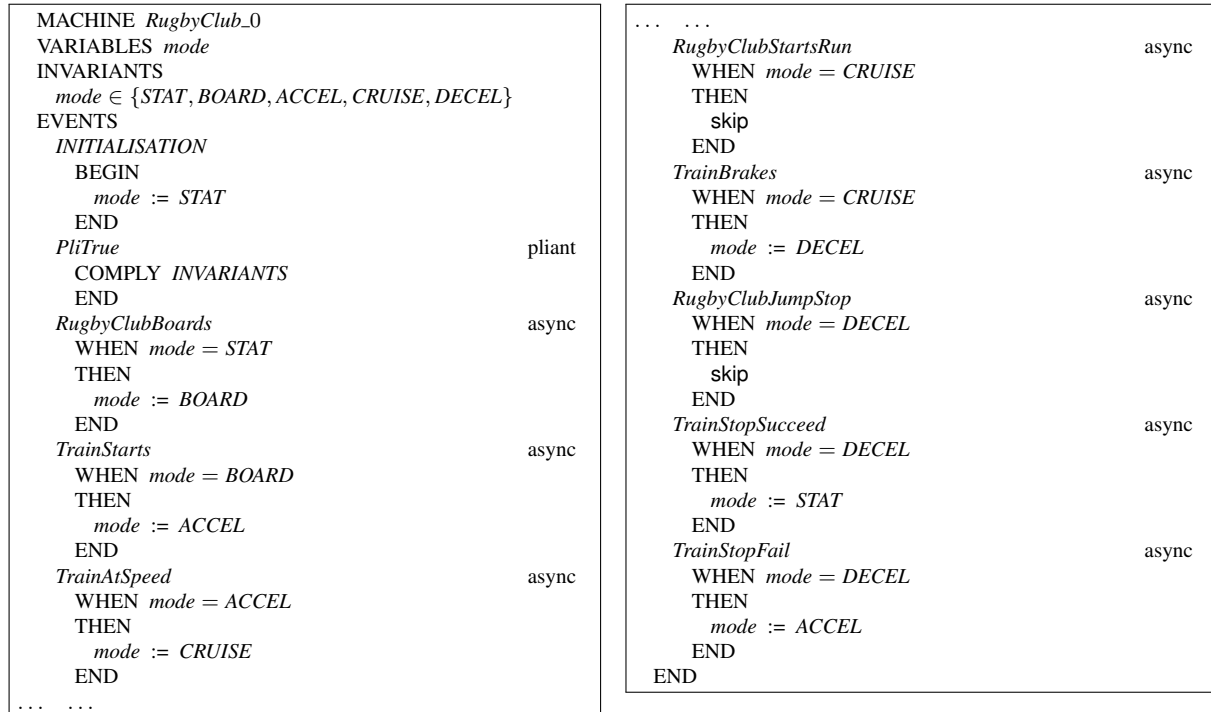 MACHINE RugbyClub_0
VARIABLES mode
INVARIANTS
mode ∈ {STAT, BOARD, ACCEL, CRUISE, DECEL}
EVENTS
INITIALISATION
BEGIN
mode := STAT
END
PliTrue pliant
COMPLY INVARIANTS
END
RugbyClubBoards async
WHEN mode = STAT
THEN
mode := BOARD
END
TrainStarts async
WHEN mode = BOARD
THEN
mode := ACCEL
END
TrainAtSpeed async
WHEN mode = ACCEL
THEN
mode := CRUISE
END
... ...
... ...
RugbyClubStartsRun async
WHEN mode = CRUISE
THEN
skip
END
TrainBrakes async
WHEN mode = CRUISE
THEN
mode := DECEL
END
RugbyClubJumpStop async
WHEN mode = DECEL
THEN
skip
END
TrainStopSucceed async
WHEN mode = DECEL
THEN
mode := STAT
END
TrainStopFail async
WHEN mode = DECEL
THEN
mode := ACCEL
END
END